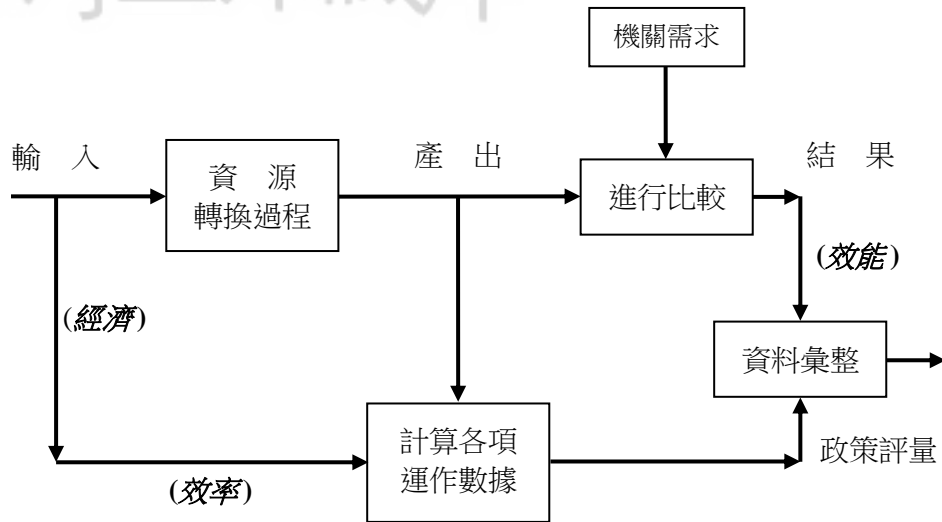 機關需求
輸 入
產 出
結 果
資 源
轉換過程
進行比較
(效能)
(經濟)
資料彙整
計算各項
運作數據
政策評量
(效率)